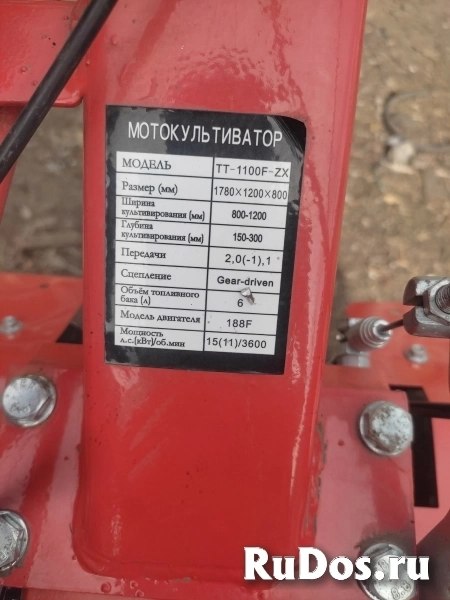 МОТОКУЛЬТИВАТОР
МОДЕЛЬ TT-1100F-ZX
Размер (мм) 1780×1200×800
Ширина
культивирования (мм) 800-1200
Глубина
культивирования (мм) 150-300
Передачи 2,0(-1),1
Сцепление Gear-driven
Объём топливного
бака (л) 6
Модель двигателя 188F
Мощность
л.с.(кВт)/об.мин 15(11)/3600
RuDos.ru